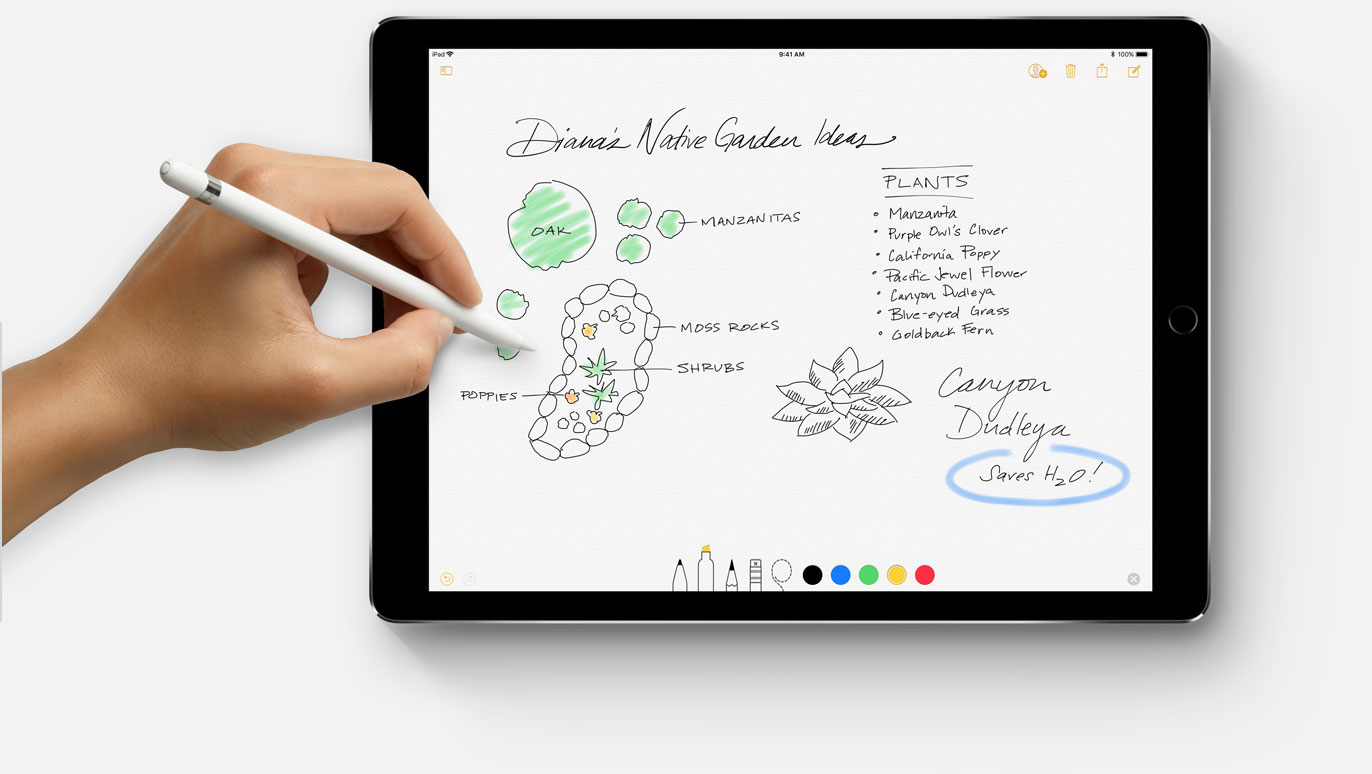 iPad 9:41 AM 100%
Diana's Native Garden Ideas
OAK
MANZANITAS
MOSS ROCKS
SHRUBS
POPPIES
PLANTS
• Manzanita
• Purple Owl's Clover
• California Poppy
• Pacific Jewel Flower
• Canyon Dudleya
• Blue-eyed Grass
• Goldback Fern
Canyon
Dudleya
Saves H₂O!